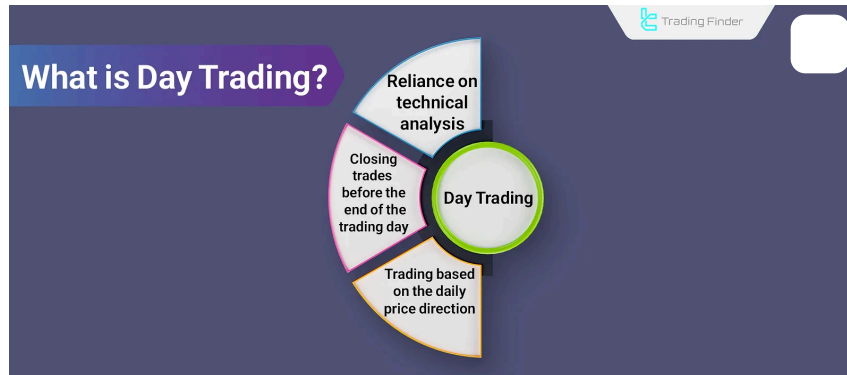 Trading Finder
What is Day Trading?
Reliance on
technical
analysis
Closing
trades
before the
end of the
trading day
Day Trading
Trading based
on the daily
price direction